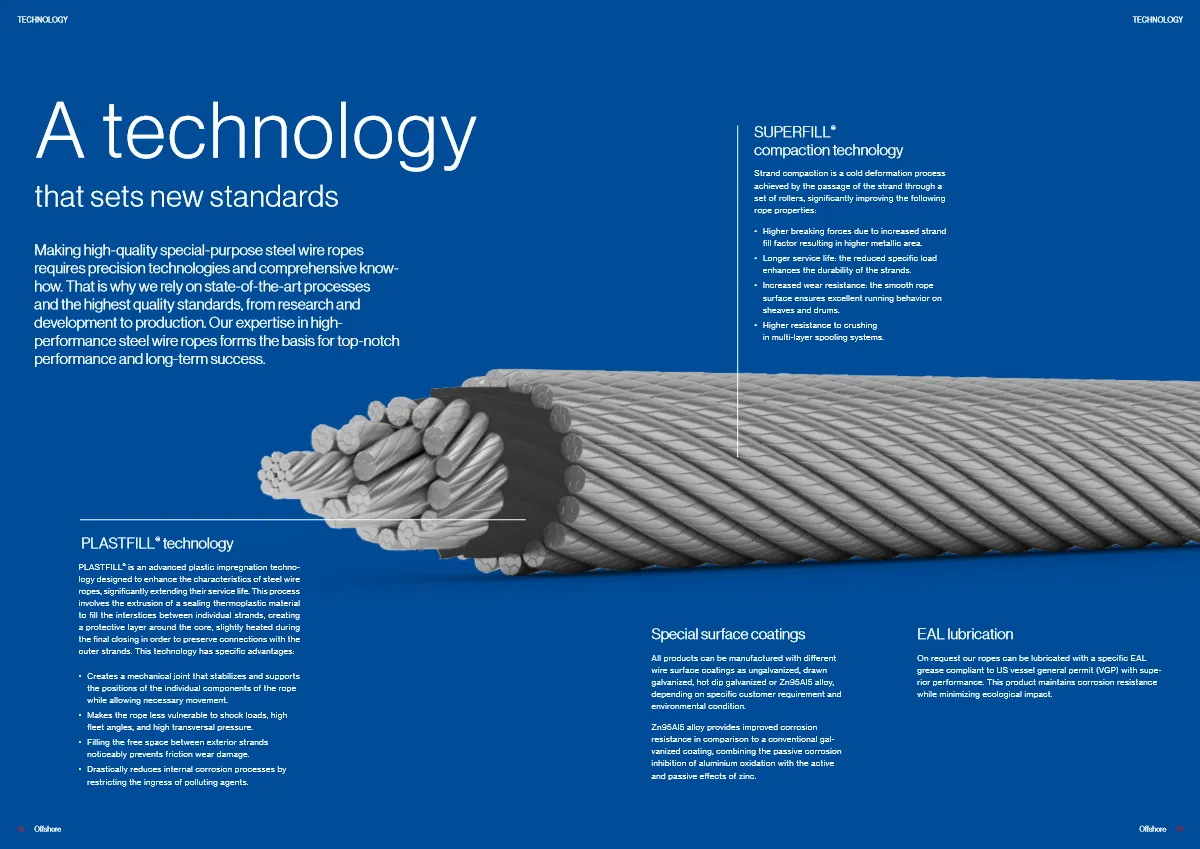 TECHNOLOGY
TECHNOLOGY
A technology
that sets new standards
Making high-quality special-purpose steel wire ropes
requires precision technologies and comprehensive know-
how. That is why we rely on state-of-the-art processes
and the highest quality standards, from research and
development to production. Our expertise in high-
performance steel wire ropes forms the basis for top-notch
performance and long-term success.
SUPERFILL®
compaction technology
Strand compaction is a cold deformation process
achieved by the passage of the strand through a
set of rollers, significantly improving the following
rope properties:
• Higher breaking forces due to increased strand
fill factor resulting in higher metallic area.
• Longer service life: the reduced specific load
enhances the durability of the strands.
• Increased wear resistance: the smooth rope
surface ensures excellent running behavior on
sheaves and drums.
• Higher resistance to crushing
in multi-layer spooling systems.
PLASTFILL® technology
PLASTFILL® is an advanced plastic impregnation techno-
logy designed to enhance the characteristics of steel wire
ropes, significantly extending their service life. This process
involves the extrusion of a sealing thermoplastic material
to fill the interstices between individual strands, creating
a protective layer around the core, slightly heated during
the final closing in order to preserve connections with the
outer strands. This technology has specific advantages:
• Creates a mechanical joint that stabilizes and supports
the positions of the individual components of the rope
while allowing necessary movement.
• Makes the rope less vulnerable to shock loads, high
fleet angles, and high transversal pressure.
• Filling the free space between exterior strands
noticeably prevents friction wear damage.
• Drastically reduces internal corrosion processes by
restricting the ingress of polluting agents.
Special surface coatings
All products can be manufactured with different
wire surface coatings as ungalvanized, drawn
galvanized, hot dip galvanized or Zn95Al5 alloy,
depending on specific customer requirement and
environmental condition.
Zn95Al5 alloy provides improved corrosion
resistance in comparison to a conventional gal-
vanized coating, combining the passive corrosion
inhibition of aluminium oxidation with the active
and passive effects of zinc.
EAL lubrication
On request our ropes can be lubricated with a specific EAL
grease compliant to US vessel general permit (VGP) with supe-
rior performance. This product maintains corrosion resistance
while minimizing ecological impact.
Offshore
Offshore